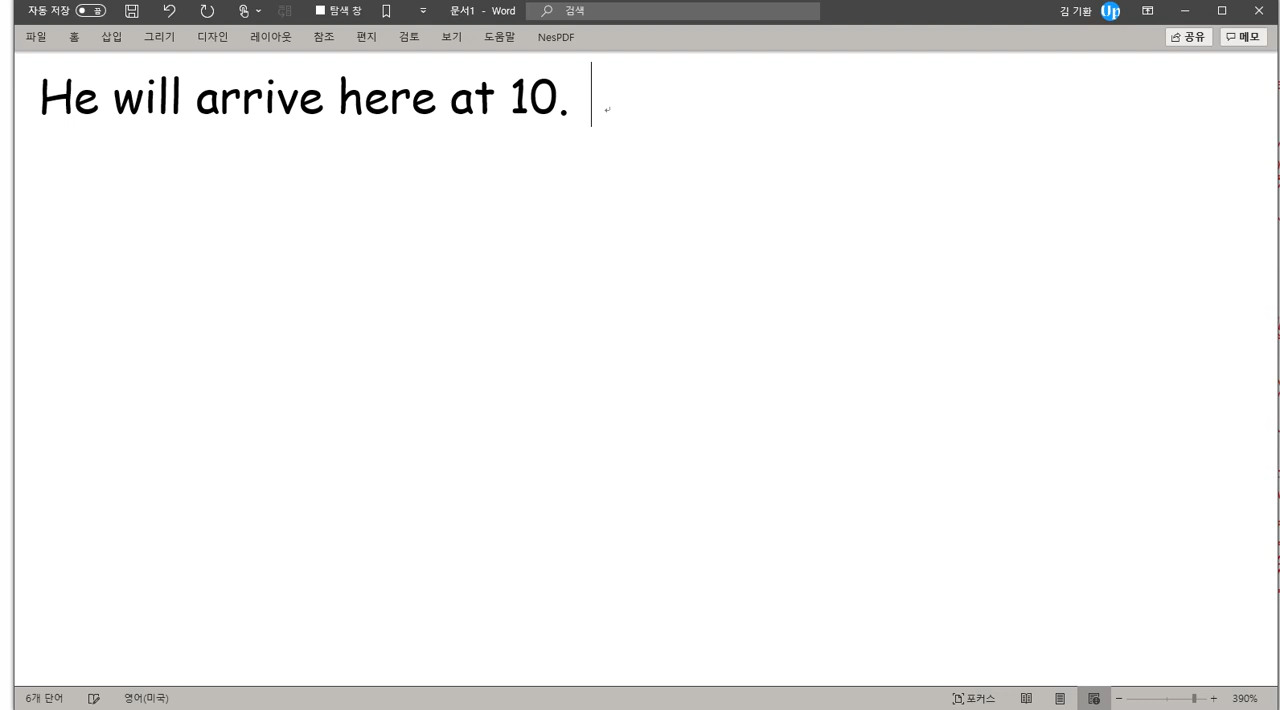 자동 저장 끔 탐색 창 문서1 - Word 검색 김 기환 Up
파일 홈 삽입 그리기 디자인 레이아웃 참조 편지 검토 보기 도움말 NesPDF 공유 메모
He will arrive here at 10.
6개 단어 영어(미국) 포커스 390%